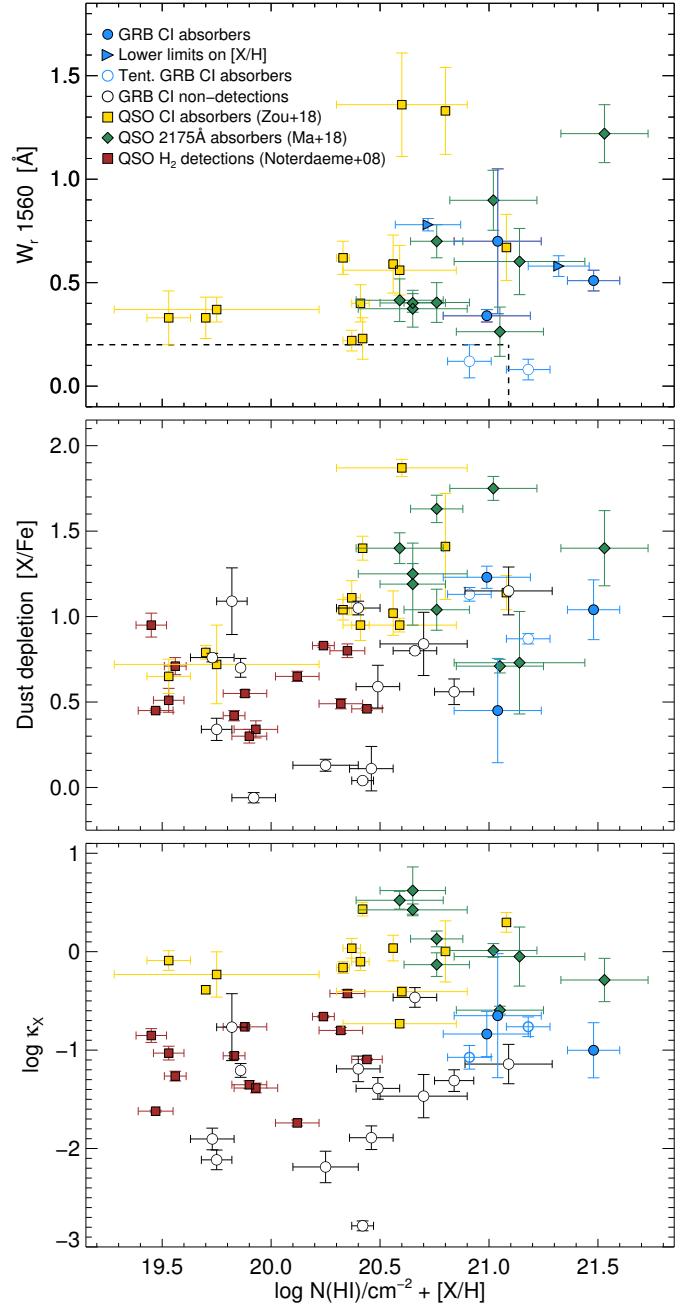 GRB CI absorbers
Lower limits on [X/H]
Tent. GRB CI absorbers
GRB CI non-detections
QSO CI absorbers (Zou+18)
QSO 2175Å absorbers (Ma+18)
QSO H₂ detections (Noterdaeme+08)
Wᵣ 1560 [Å]
1.5
1.0
0.5
0.0
Dust depletion [X/Fe]
2.0
1.5
1.0
0.5
0.0
log κ_X
1
0
−1
−2
−3
19.5 20.0 20.5 21.0 21.5
log N(HI)/cm⁻² + [X/H]